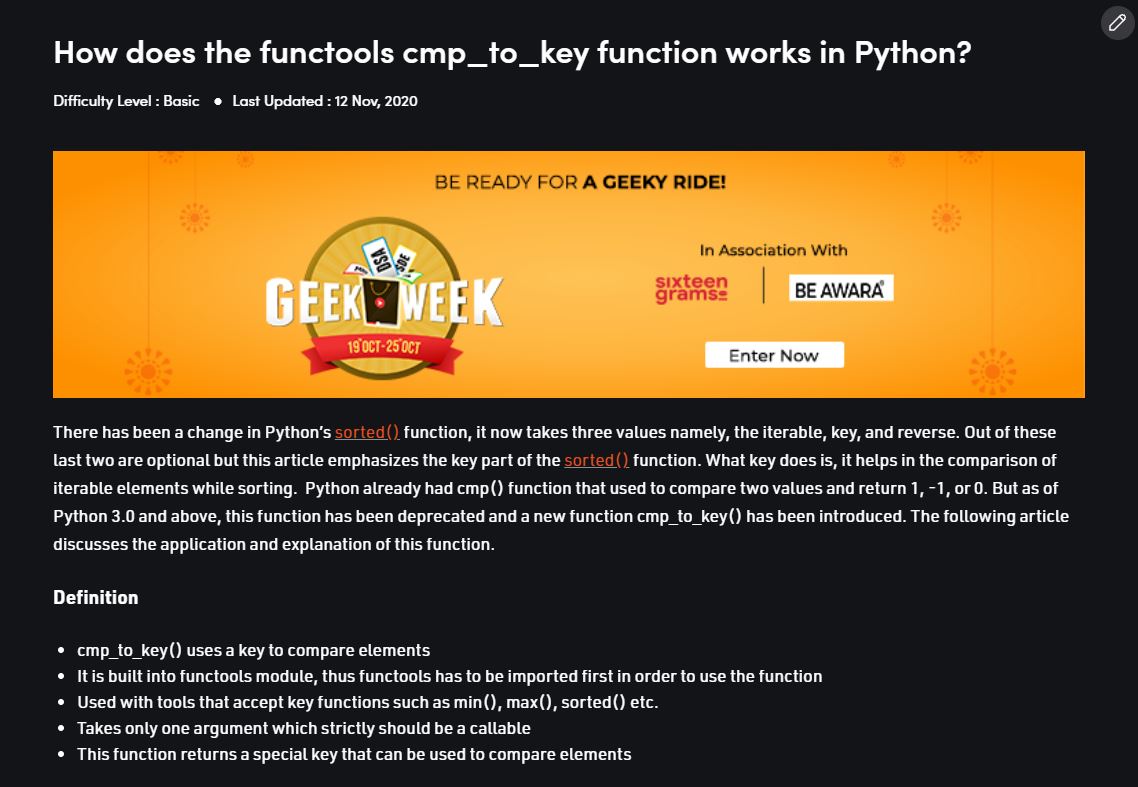 How does the functools cmp_to_key function works in Python?
Difficulty Level : Basic ● Last Updated : 12 Nov, 2020
BE READY FOR A GEEKY RIDE!
DSA
SDE
GEEK WEEK
19 OCT-25 OCT
In Association With
sixteen
grams
BE AWARA
Enter Now
There has been a change in Python’s sorted() function, it now takes three values namely, the iterable, key, and reverse. Out of these
last two are optional but this article emphasizes the key part of the sorted() function. What key does is, it helps in the comparison of
iterable elements while sorting. Python already had cmp() function that used to compare two values and return 1, -1, or 0. But as of
Python 3.0 and above, this function has been deprecated and a new function cmp_to_key() has been introduced. The following article
discusses the application and explanation of this function.
Definition
• cmp_to_key() uses a key to compare elements
• It is built into functools module, thus functools has to be imported first in order to use the function
• Used with tools that accept key functions such as min(), max(), sorted() etc.
• Takes only one argument which strictly should be a callable
• This function returns a special key that can be used to compare elements